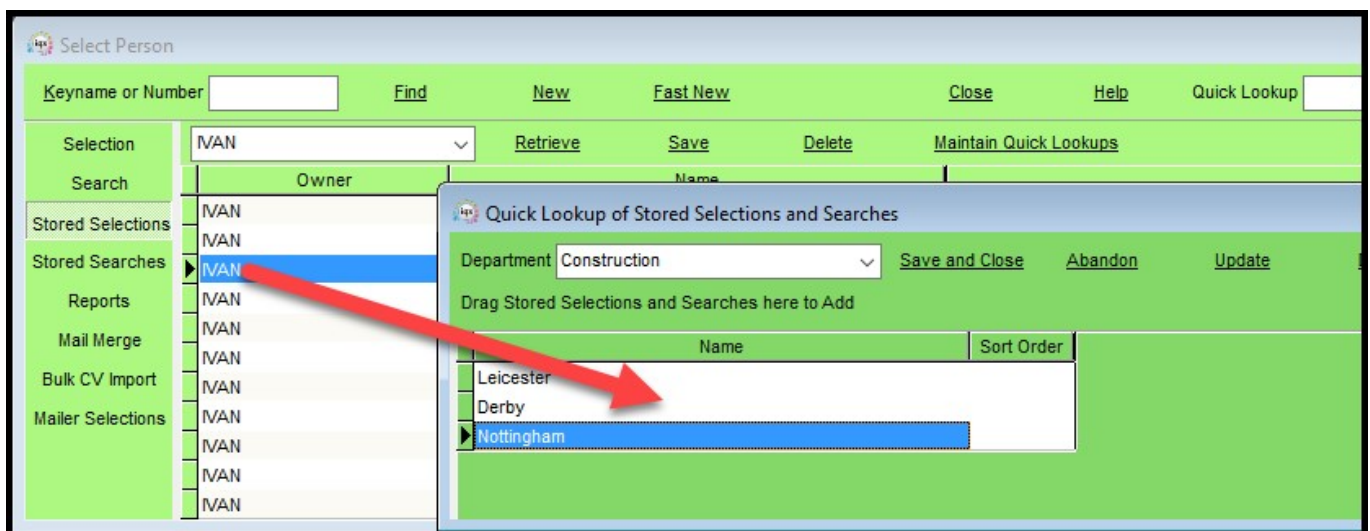 Select Person
Keyname or Number Find New Fast New Close Help Quick Lookup
Selection IVAN Retrieve Save Delete Maintain Quick Lookups
Search Owner Name
Stored Selections IVAN
IVAN
Stored Searches IVAN
Reports IVAN
Mail Merge IVAN
IVAN
Bulk CV Import IVAN
Mailer Selections IVAN
IVAN
IVAN
IVAN
Quick Lookup of Stored Selections and Searches
Department Construction Save and Close Abandon Update
Drag Stored Selections and Searches here to Add
Name Sort Order
Leicester
Derby
Nottingham